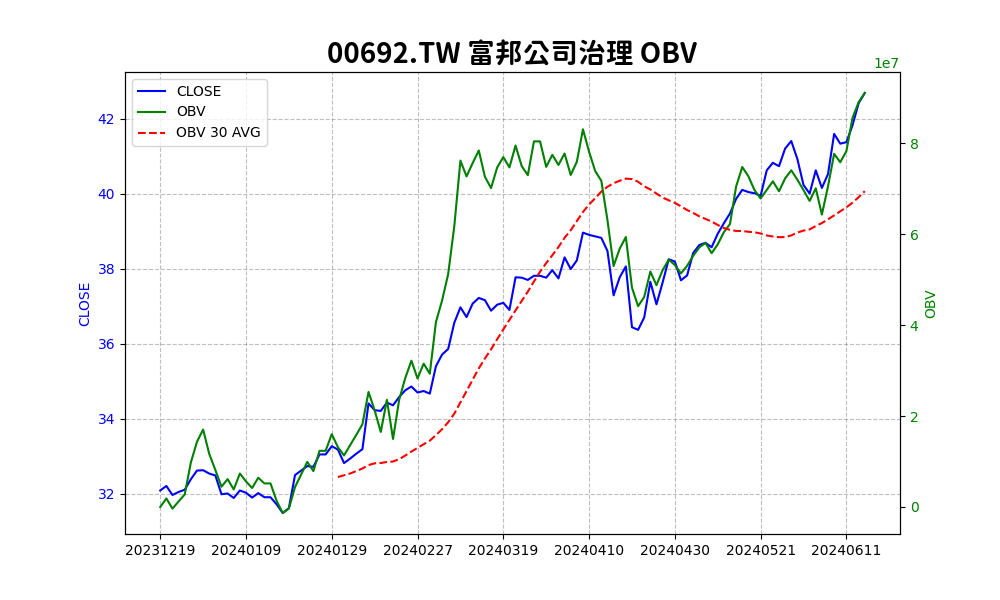 00692.TW 富邦公司治理 OBV
1e7
CLOSE
OBV
OBV 30 AVG
42
40
38
36
34
32
CLOSE
8
6
4
2
0
OBV
20231219 20240109 20240129 20240227 20240319 20240410 20240430 20240521 20240611